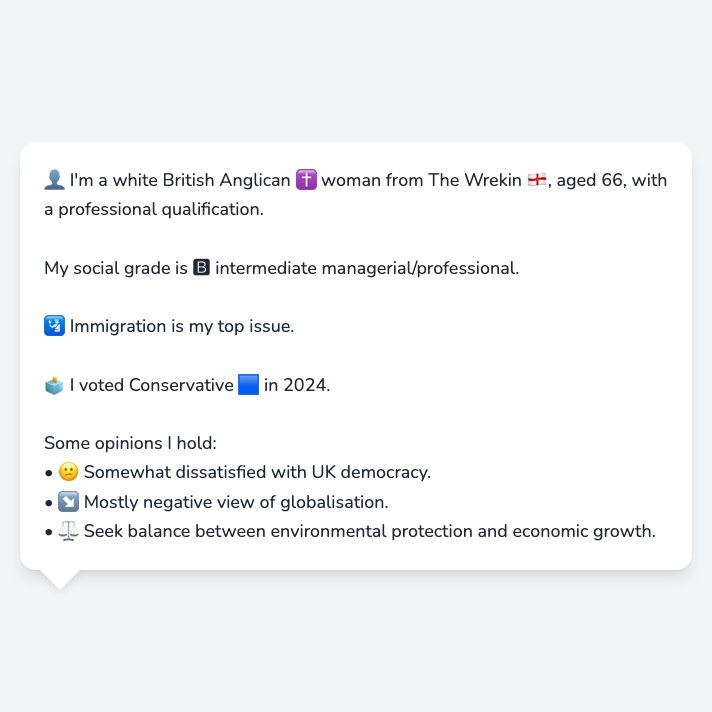 👤 I'm a white British Anglican ✝️ woman from The Wrekin 🏴󠁧󠁢󠁥󠁮󠁧󠁿, aged 66, with
a professional qualification.
My social grade is 🅱 intermediate managerial/professional.
🛂 Immigration is my top issue.
🗳️ I voted Conservative 🟦 in 2024.
Some opinions I hold:
• 😕 Somewhat dissatisfied with UK democracy.
• ↘️ Mostly negative view of globalisation.
• ⚖️ Seek balance between environmental protection and economic growth.